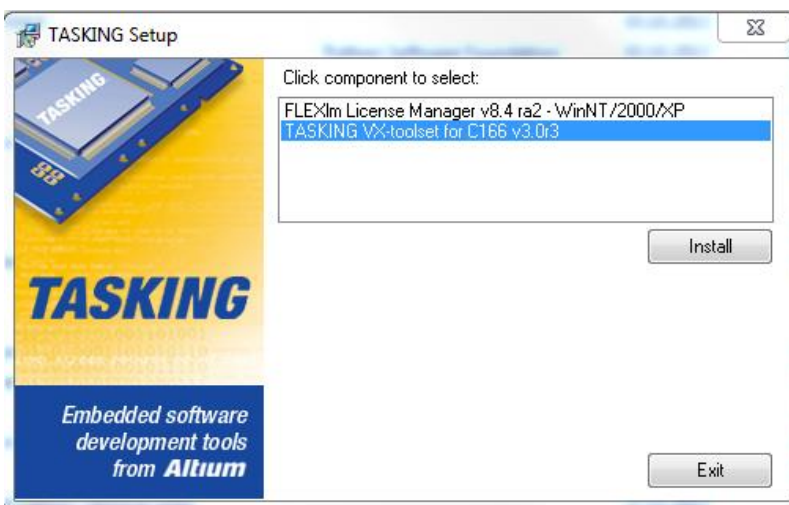 TASKING Setup
TASKING
Click component to select:
FLEXlm License Manager v8.4 ra2 - WinNT/2000/XP
TASKING VX-toolset for C166 v3.0r3
Install
TASKING
Embedded software
development tools
from Altium
Exit